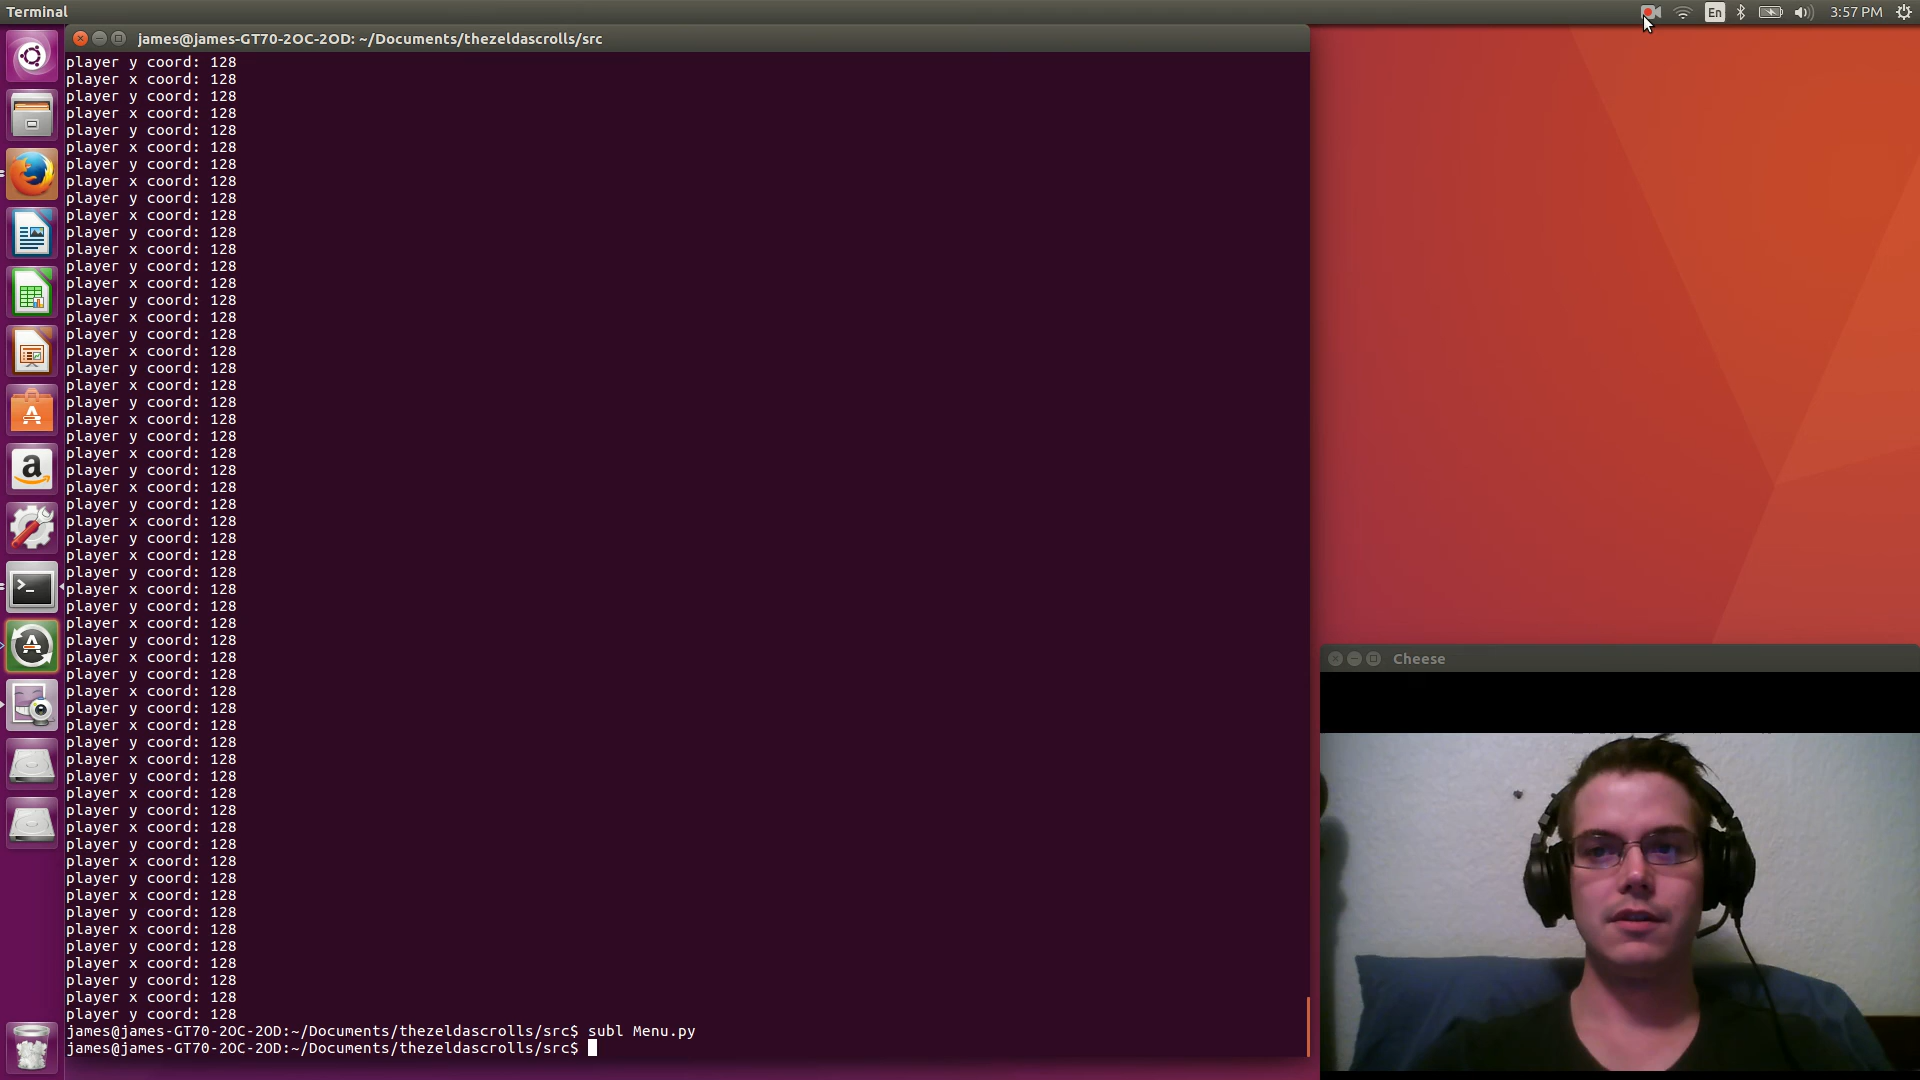 Terminal
En
3:57 PM
james@james-GT70-2OC-2OD: ~/Documents/thezeldascrolls/src
player y coord: 128
player x coord: 128
player y coord: 128
player x coord: 128
player y coord: 128
player x coord: 128
player y coord: 128
player x coord: 128
player y coord: 128
player x coord: 128
player y coord: 128
player x coord: 128
player y coord: 128
player x coord: 128
player y coord: 128
player x coord: 128
player y coord: 128
player x coord: 128
player y coord: 128
player x coord: 128
player y coord: 128
player x coord: 128
player y coord: 128
player x coord: 128
player y coord: 128
player x coord: 128
player y coord: 128
player x coord: 128
player y coord: 128
player x coord: 128
player y coord: 128
player x coord: 128
player y coord: 128
player x coord: 128
player y coord: 128
player x coord: 128
player y coord: 128
player x coord: 128
player y coord: 128
player x coord: 128
player y coord: 128
player x coord: 128
player y coord: 128
player x coord: 128
player y coord: 128
player x coord: 128
player y coord: 128
player x coord: 128
player y coord: 128
player x coord: 128
player y coord: 128
player x coord: 128
player y coord: 128
player x coord: 128
player y coord: 128
player x coord: 128
player y coord: 128
james@james-GT70-2OC-2OD:~/Documents/thezeldascrolls/src$ subl Menu.py
james@james-GT70-2OC-2OD:~/Documents/thezeldascrolls/src$
Cheese